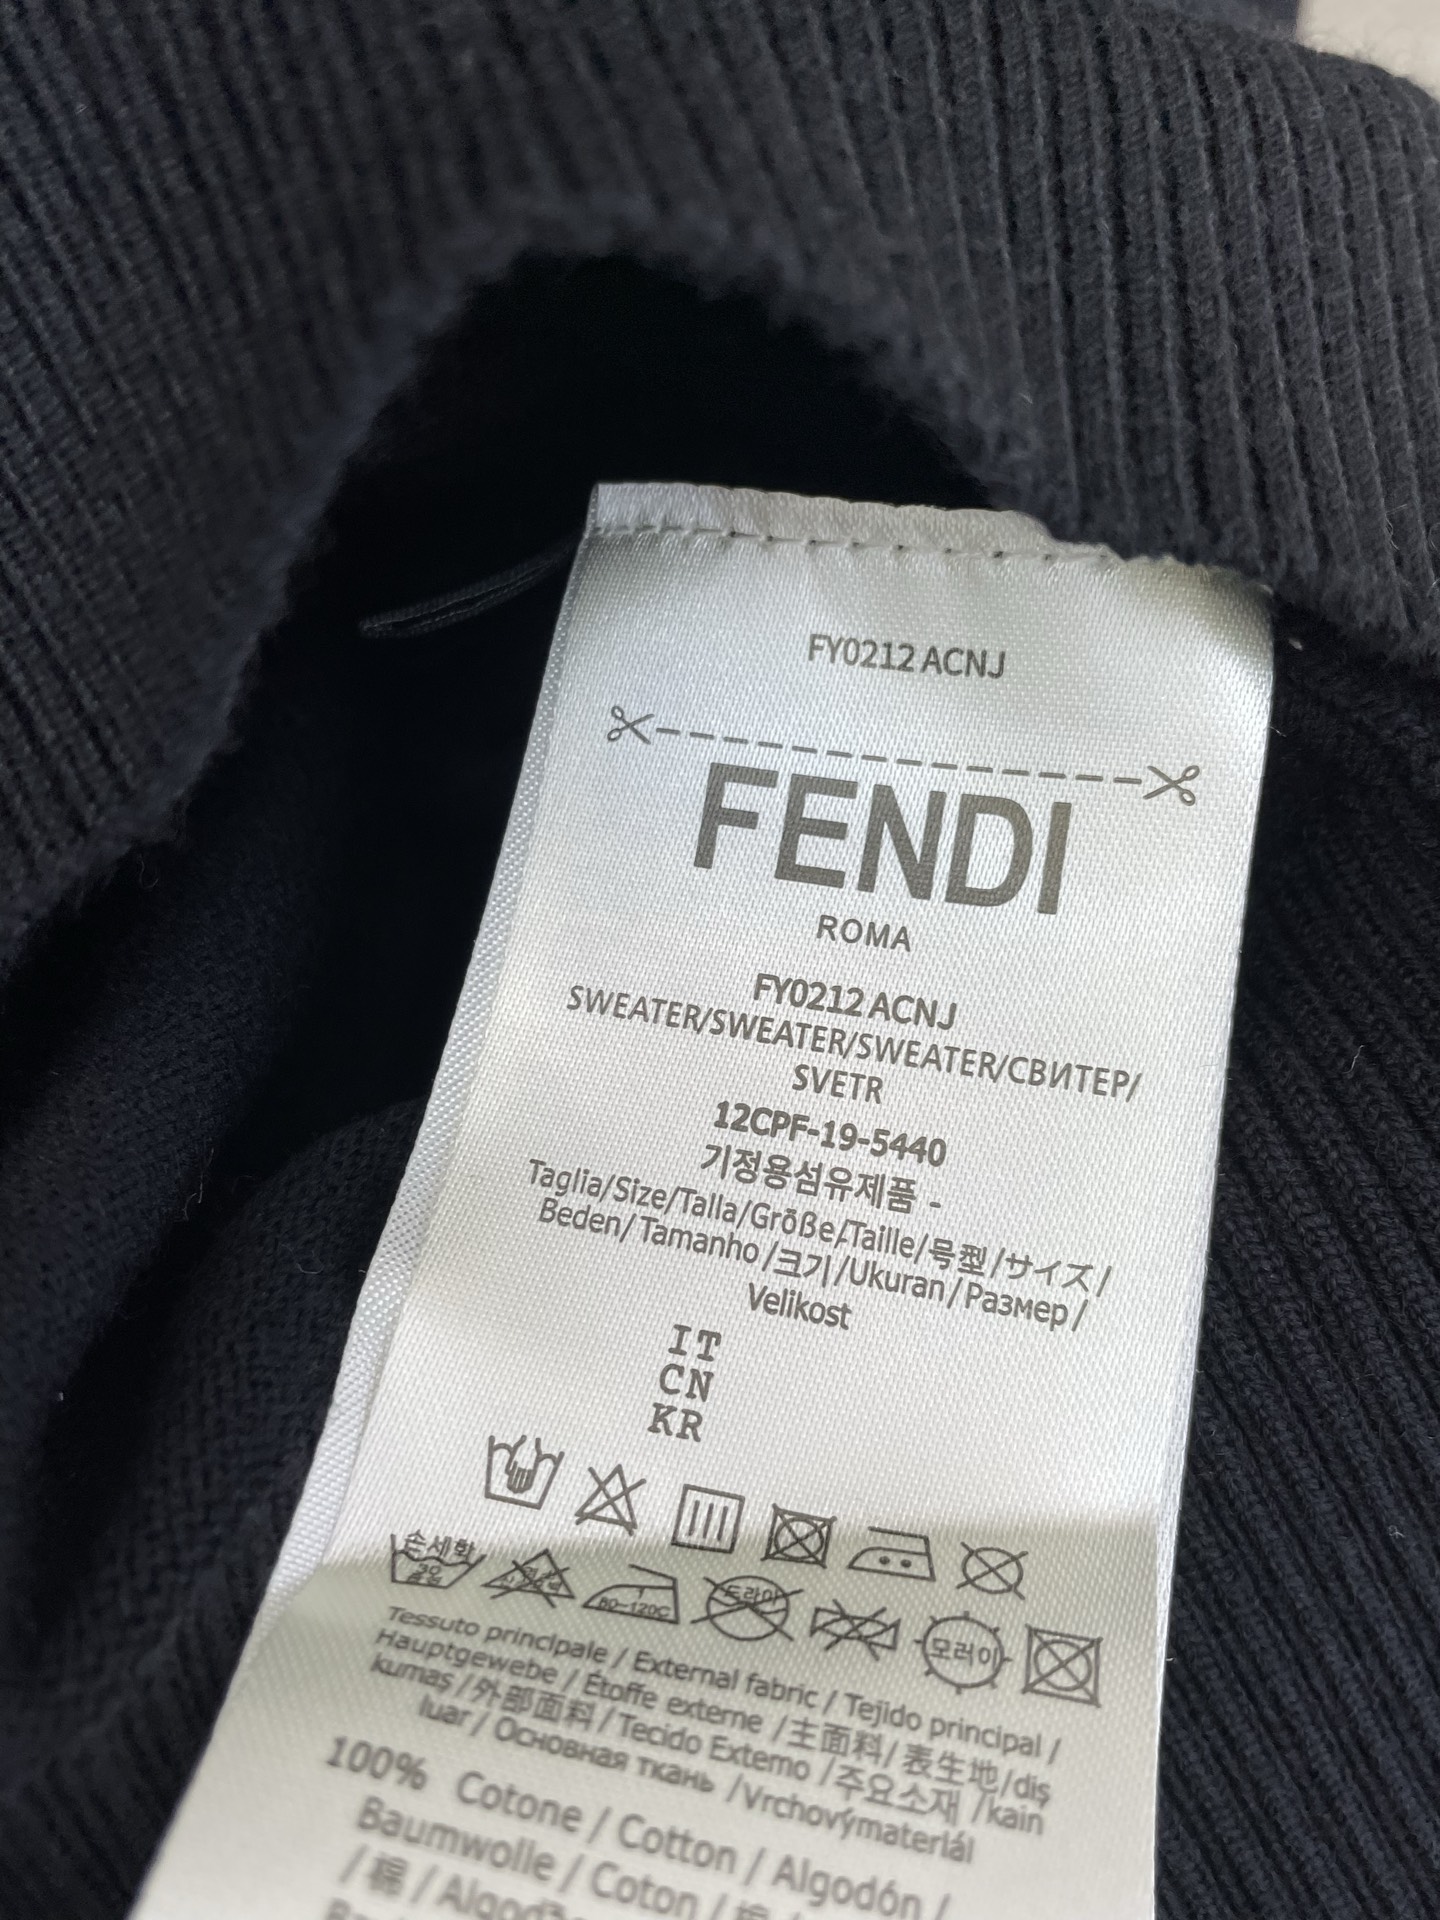 FY0212 ACNJ
FENDI
ROMA
FY0212 ACNJ
SWEATER/SWEATER/SWEATER/СВИТЕР/
SVETR
12CPF-19-5440
기정용섬유제품 -
Taglia/Size/Talla/Größe/Taille/号型/サイズ/
Beden/Tamanho/크기/Ukuran/Размер/
Velikost
IT
CN
KR
손세탁
드라이
80~120C
모러이
Tessuto principale / External fabric / Tejido principal /
Hauptgewebe / Étoffe externe /主面料/ 表生地/dış
kumaş/外部面料/Tecido Externo /주요소재 /kain
luar / Основная ткань /Vrchovýmateriál
100% Cotone / Cotton / Algodón /
Baumwolle / Coton /
/ 棉 /